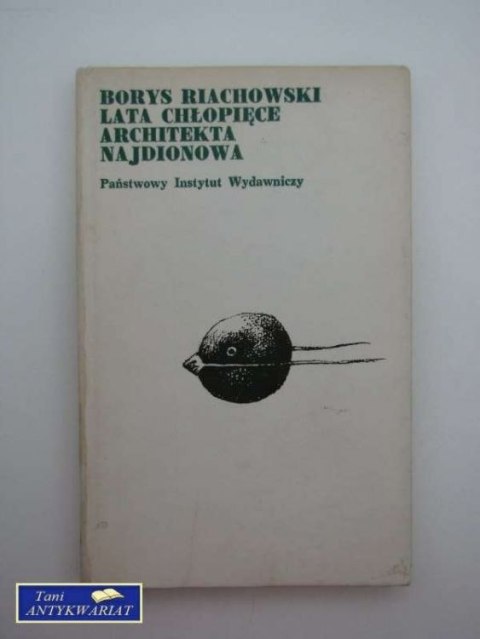 BORYS RIACHOWSKI
LATA CHŁOPIĘCE
ARCHITEKTA
NAJDIONOWA
Państwowy Instytut Wydawniczy
Tani
ANTYKWARIAT